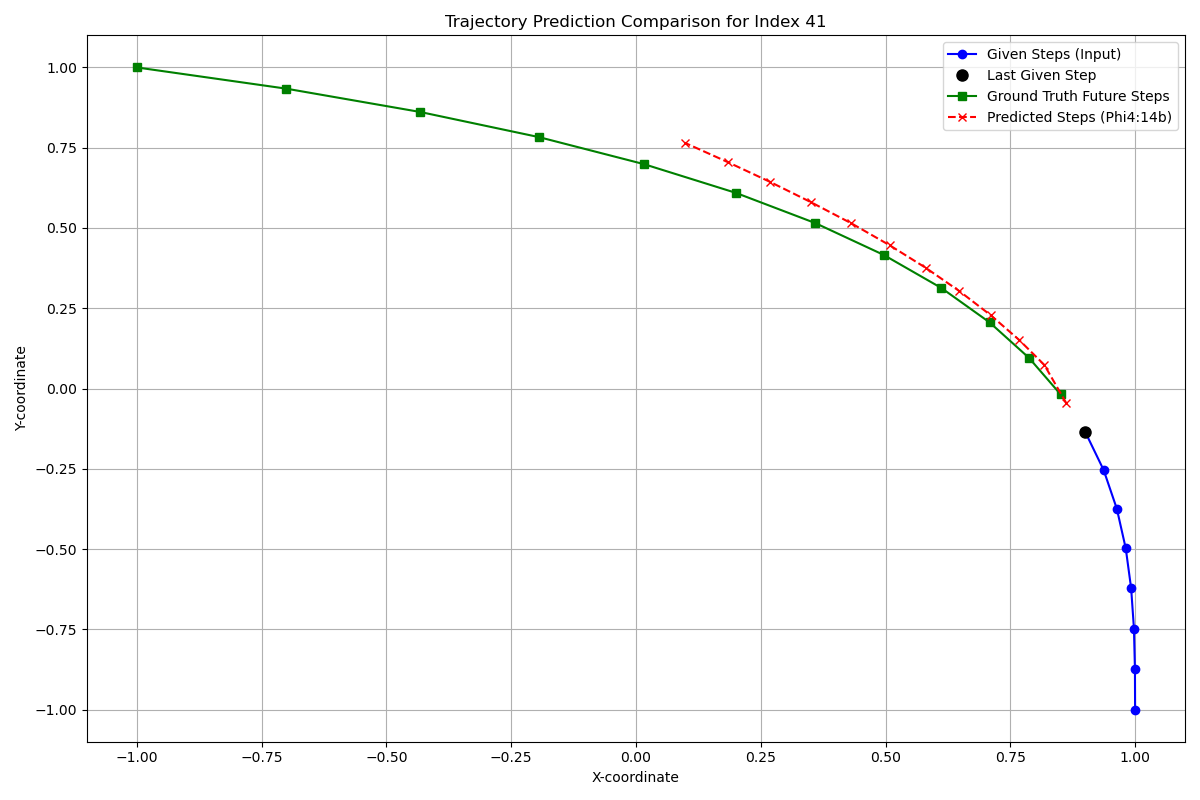 Trajectory Prediction Comparison for Index 41
Given Steps (Input)
Last Given Step
Ground Truth Future Steps
Predicted Steps (Phi4:14b)
Y-coordinate
1.00
0.75
0.50
0.25
0.00
−0.25
−0.50
−0.75
−1.00
−1.00 −0.75 −0.50 −0.25 0.00 0.25 0.50 0.75 1.00
X-coordinate